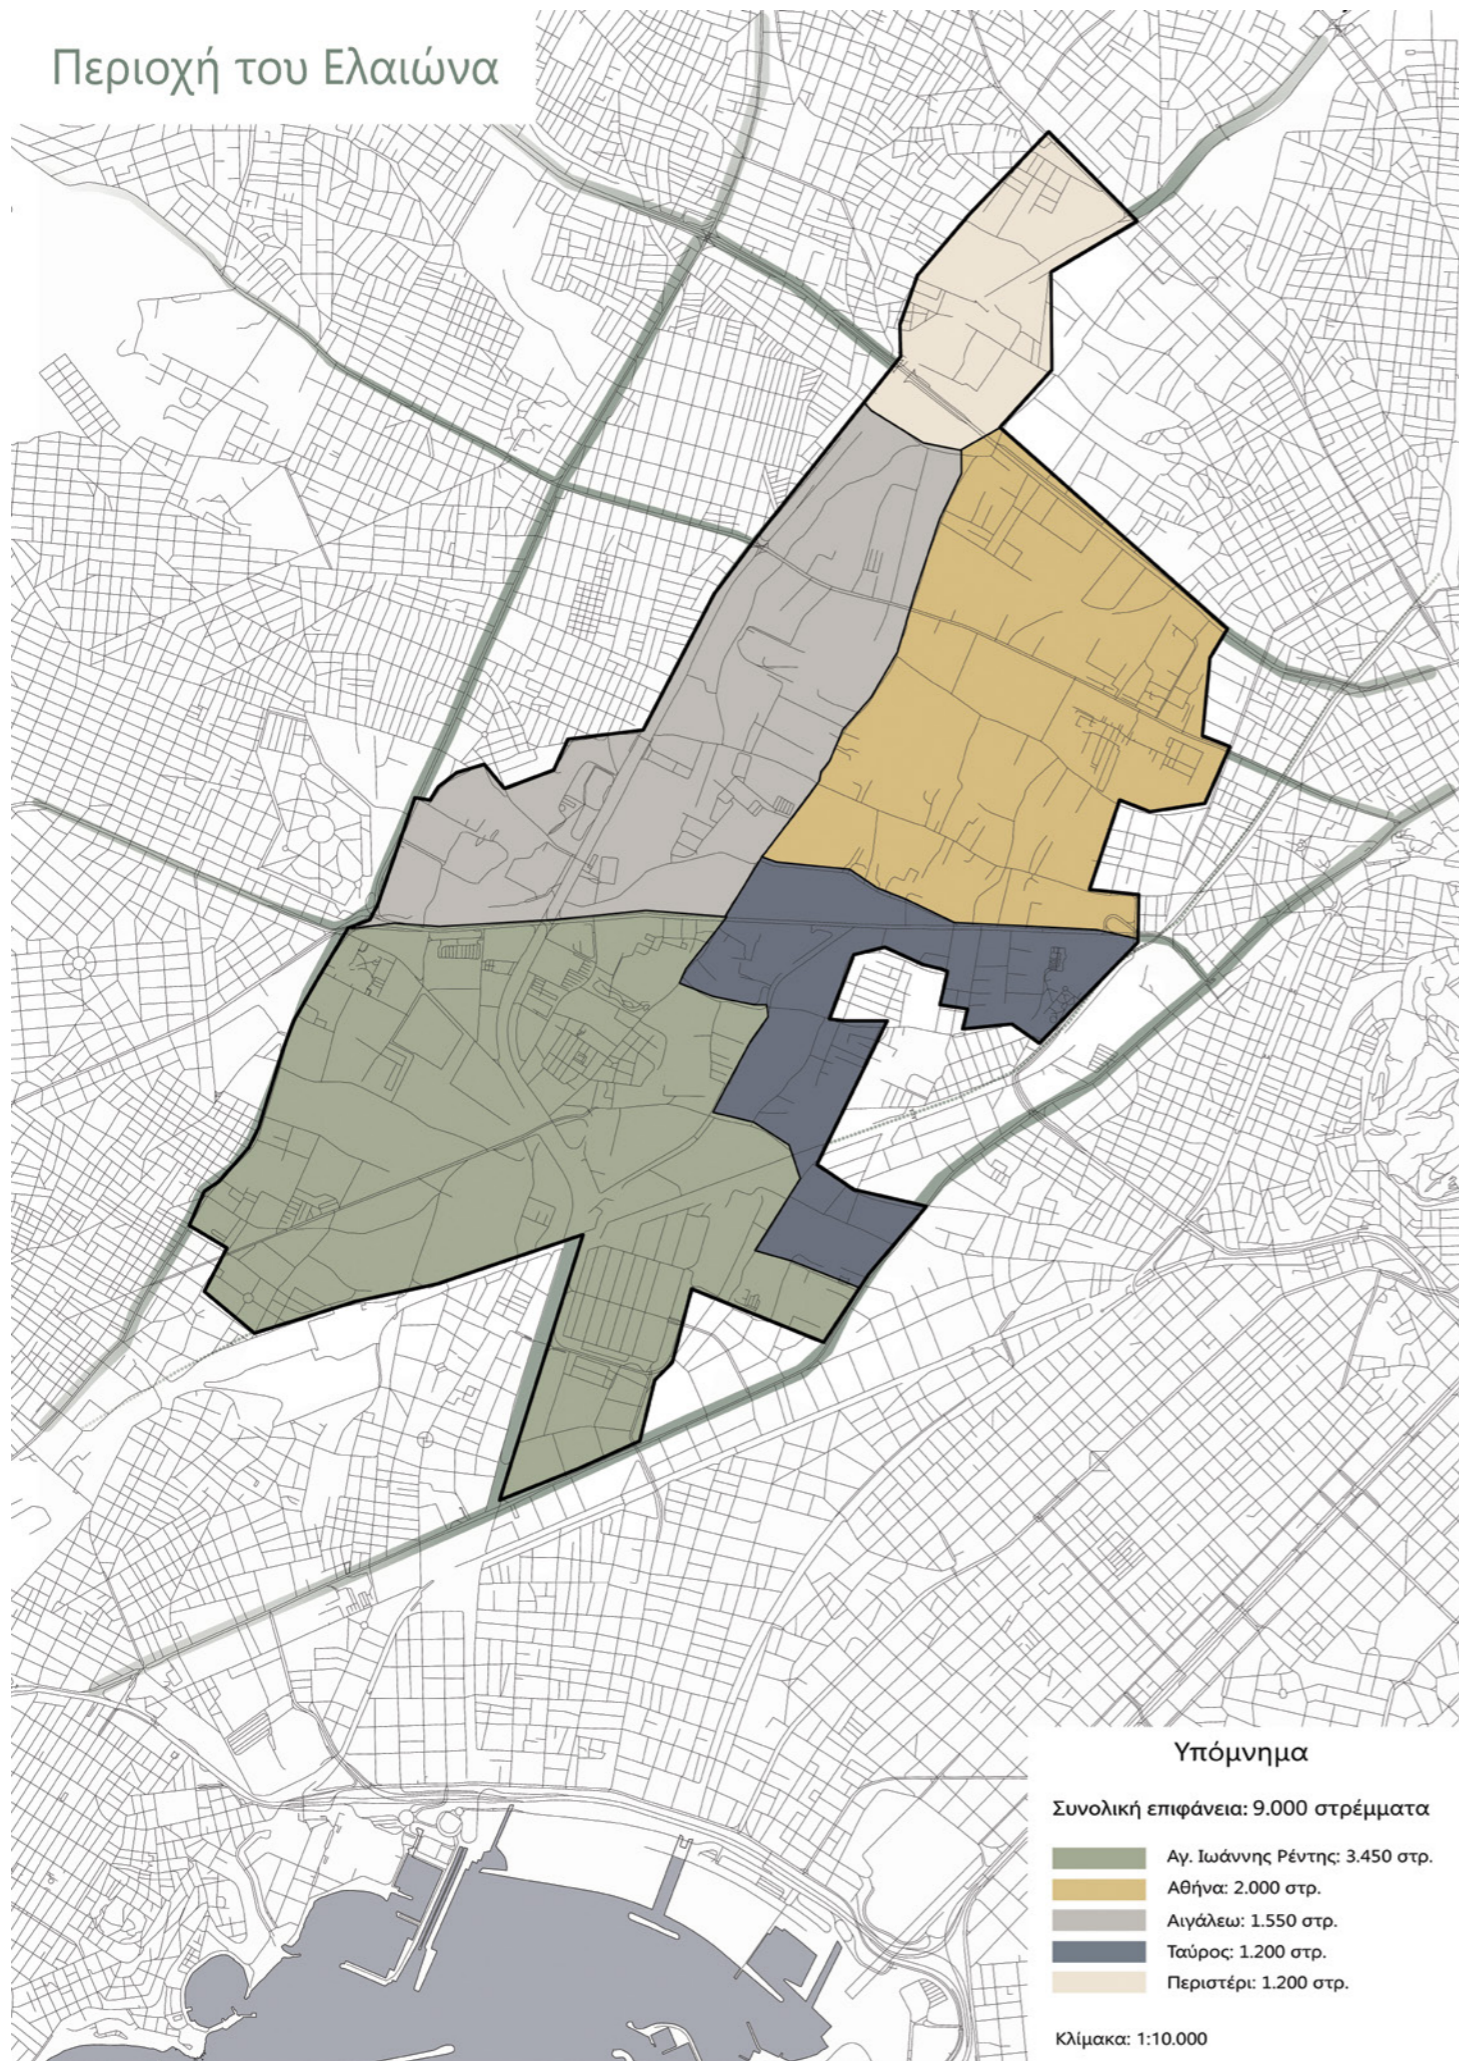 Περιοχή του Ελαιώνα
Υπόμνημα
Συνολική επιφάνεια: 9.000 στρέμματα
Αγ. Ιωάννης Ρέντης: 3.450 στρ.
Αθήνα: 2.000 στρ.
Αιγάλεω: 1.550 στρ.
Ταύρος: 1.200 στρ.
Περιστέρι: 1.200 στρ.
Κλίμακα: 1:10.000